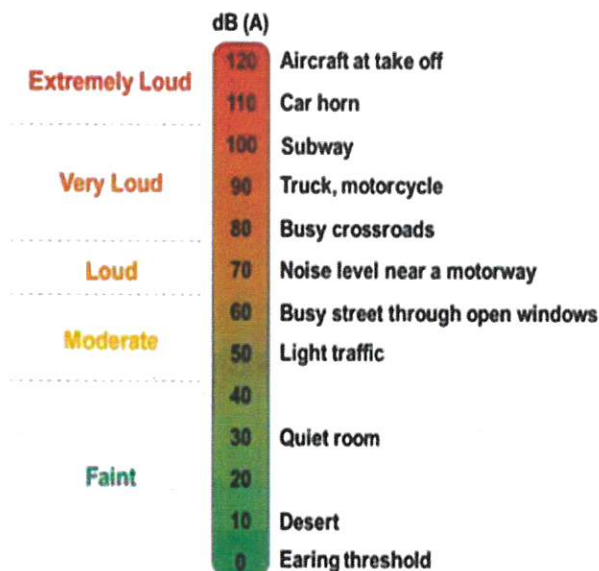 dB (A)
120 Aircraft at take off
Extremely Loud
110 Car horn
100 Subway
Very Loud
90 Truck, motorcycle
80 Busy crossroads
Loud 70 Noise level near a motorway
60 Busy street through open windows
Moderate
50 Light traffic
40
30 Quiet room
Faint 20
10 Desert
0 Earing threshold